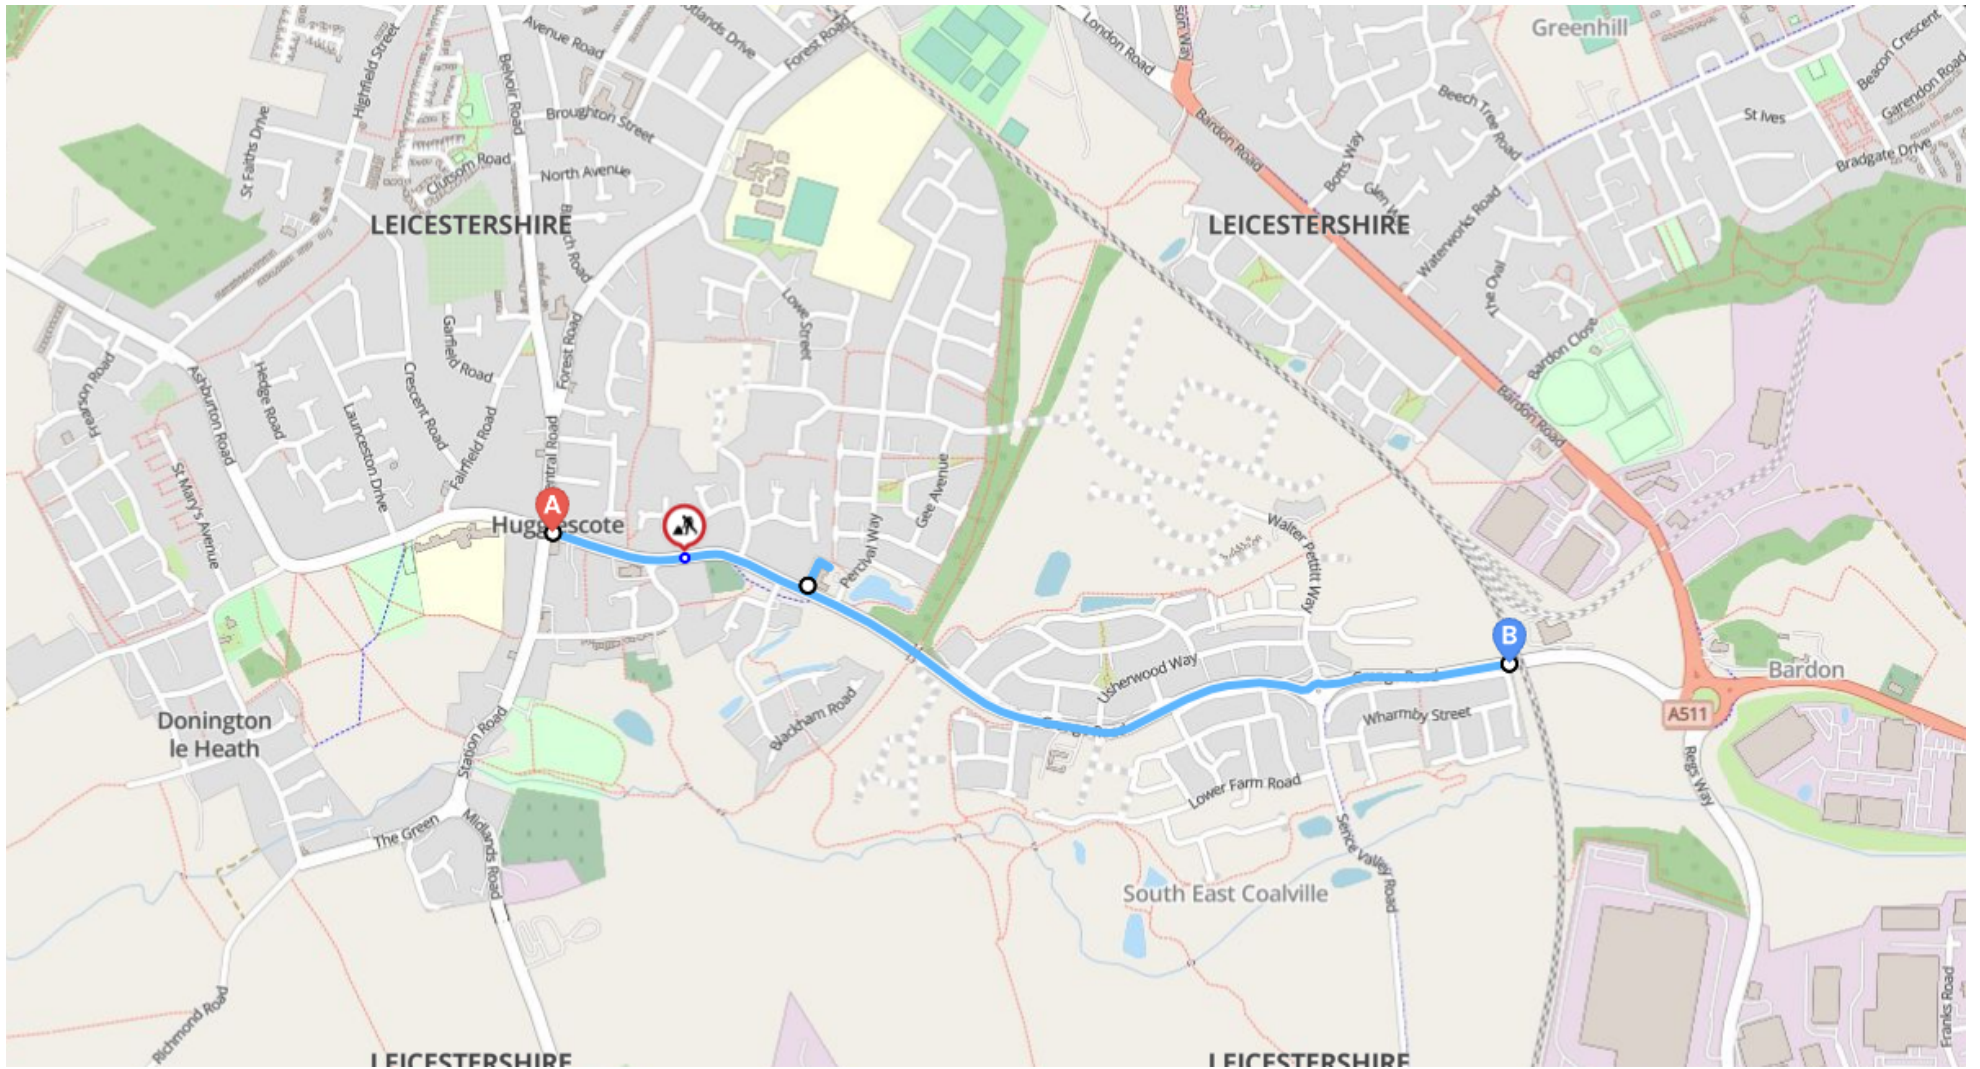 Greenhill
London Road
Avenue Road
Forest Road
Highfield Street
Belvoir Road
Beacon Crescent
Garendon Road
Beech Tree Road
St Ives
Bradgate Drive
Broughton Street
St Faiths Drive
Bardon Road
Botts Way
Clutsom Road
North Avenue
Waterworks Road
LEICESTERSHIRE
LEICESTERSHIRE
The Oval
Lowe Street
Garfield Road
Forest Road
Bardon Close
Frearson Road
Ashburton Road
Hedge Road
Crescent Road
Launceston Drive
Fairfield Road
Bardon Road
St Mary's Avenue
Gee Avenue
Percival Way
A
Walter Pettitt Way
B
Usherwood Way
Bardon
Donington
le Heath
Station Road
Blackham Road
Wharmby Street
A511
Lower Farm Road
Regs Way
The Green
Midlands Road
Sence Valley Road
South East Coalville
Richmond Road
Franks Road
LEICESTERSHIRE
LEICESTERSHIRE